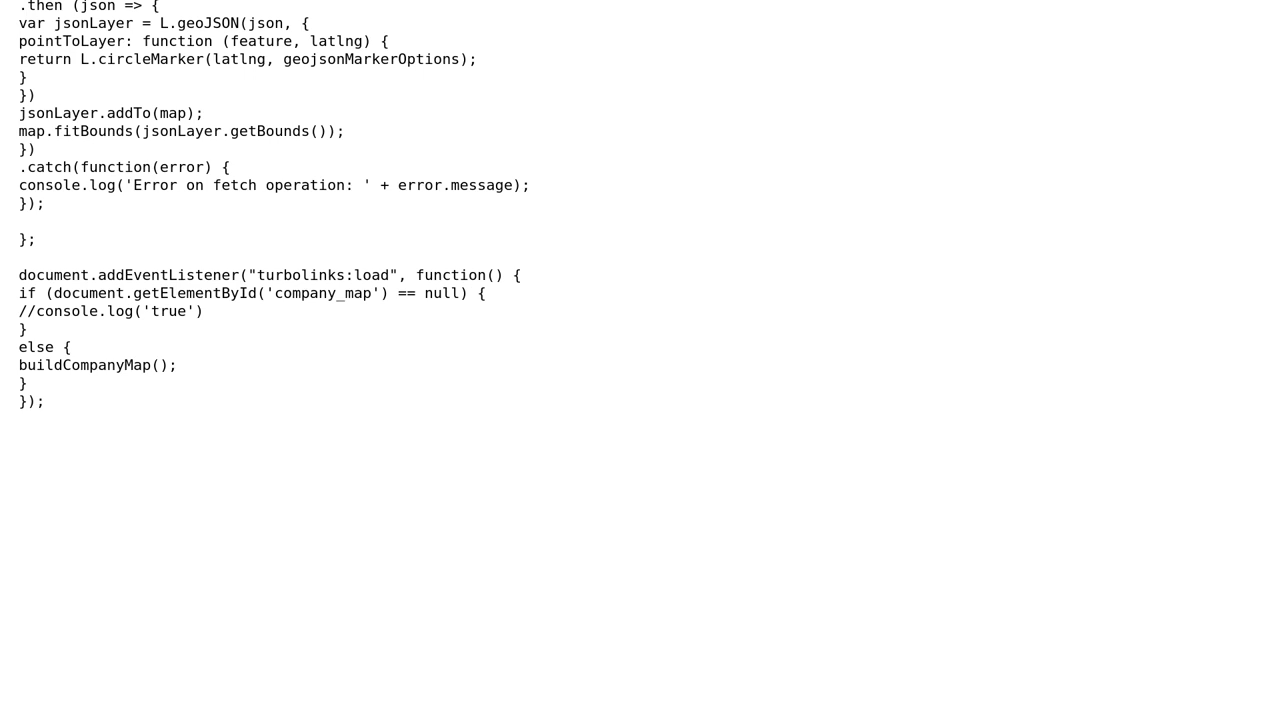 .then (json => {
var jsonLayer = L.geoJSON(json, {
pointToLayer: function (feature, latlng) {
return L.circleMarker(latlng, geojsonMarkerOptions);
}
})
jsonLayer.addTo(map);
map.fitBounds(jsonLayer.getBounds());
})
.catch(function(error) {
console.log('Error on fetch operation: ' + error.message);
});

};

document.addEventListener("turbolinks:load", function() {
if (document.getElementById('company_map') == null) {
//console.log('true')
}
else {
buildCompanyMap();
}
});